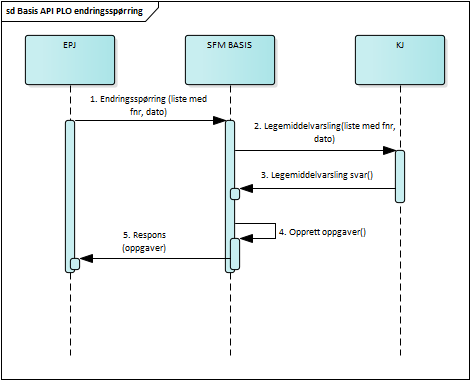 sd Basis API PLO endringsspørring
EPJ
SFM BASIS
KJ
1. Endringsspørring (liste med
fnr, dato)
2. Legemiddelvarsling(liste med fnr,
dato)
3. Legemiddelvarsling svar()
4. Opprett oppgaver()
5. Respons
(oppgaver)